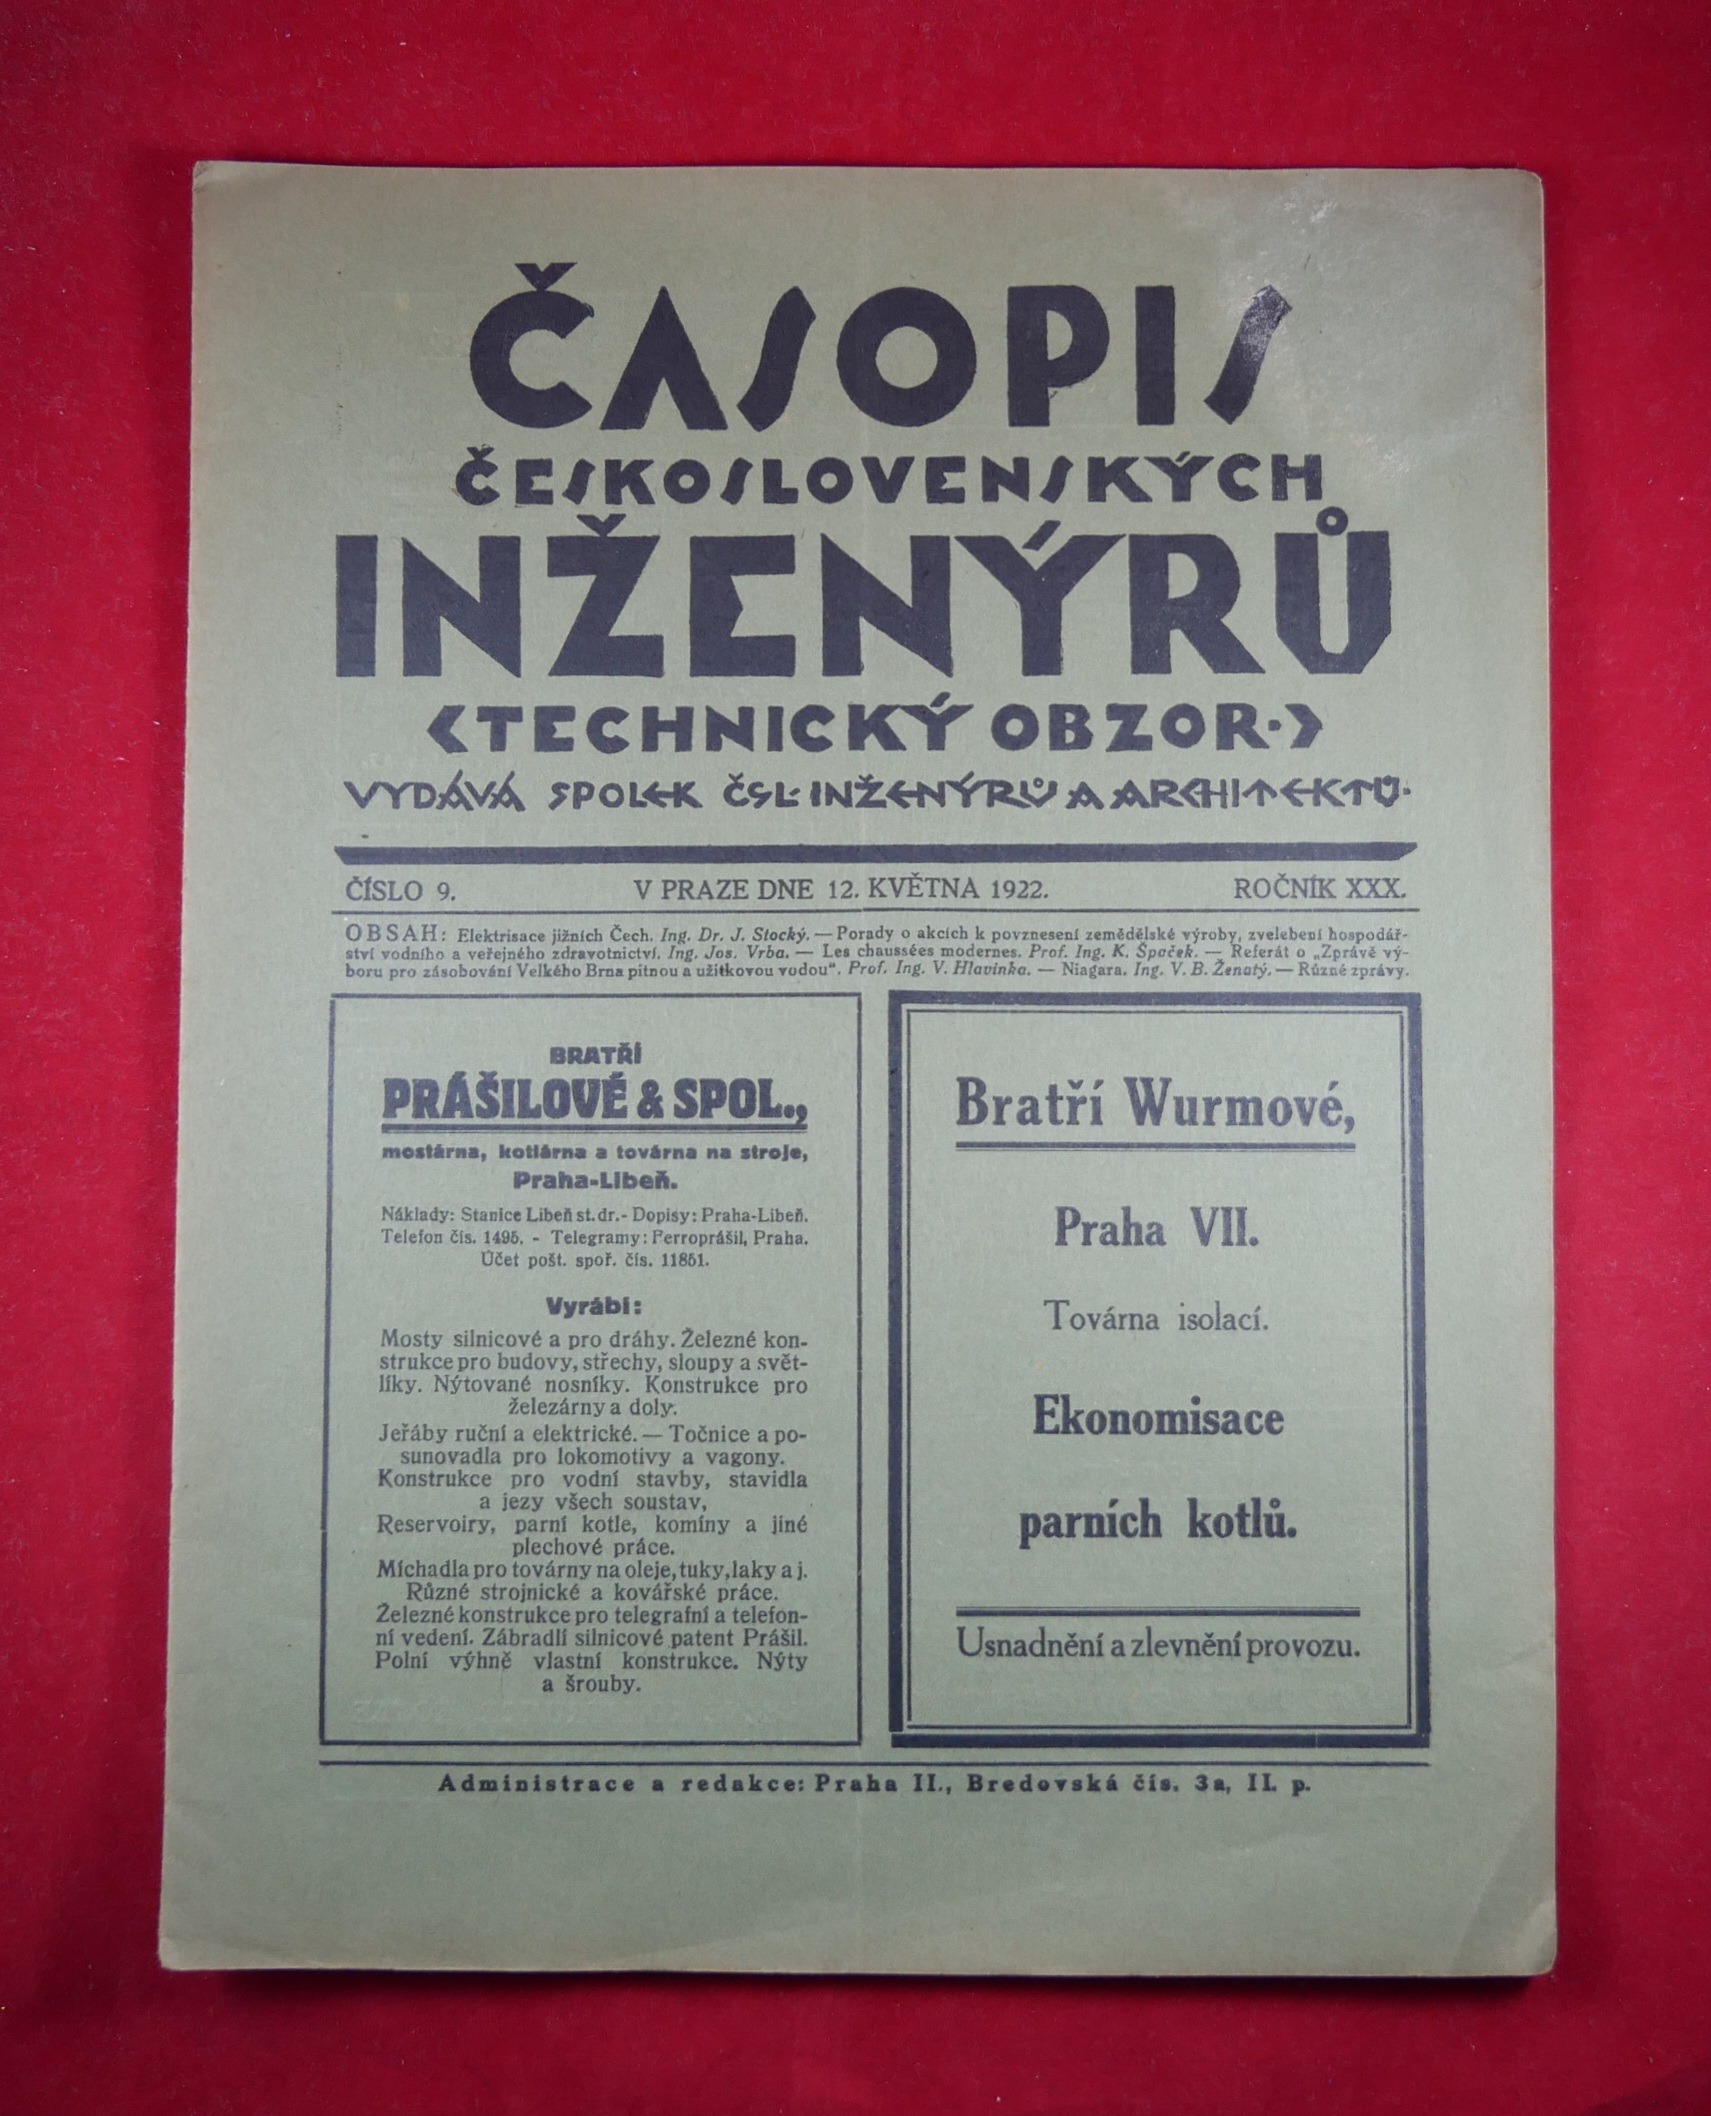 ČASOPIS
ČESKOSLOVENSKÝCH
INŽENÝRŮ
<TECHNICKÝ OBZOR·>
VYDÁVÁ SPOLEK ČSL· INŽENÝRŮ A ARCHITEKTŮ·
ČÍSLO 9. V PRAZE DNE 12. KVĚTNA 1922. ROČNÍK XXX.
OBSAH: Elektrisace jižních Čech. Ing. Dr. J. Stocký. — Porady o akcích k povznesení zemědělské výroby, zvelebení hospodář-
ství vodního a veřejného zdravotnictví. Ing. Jos. Vrba. — Les chaussées modernes. Prof. Ing. K. Špaček. — Referát o „Zprávě vý-
boru pro zásobování Velkého Brna pitnou a užitkovou vodou“. Prof. Ing. V. Hlavinka. — Niagara. Ing. V. B. Ženatý. — Různé zprávy.
BRATŘÍ
PRÁŠILOVÉ & SPOL.,
mostárna, kotlárna a továrna na stroje,
Praha-Libeň.
Náklady: Stanice Libeň st. dr. - Dopisy: Praha-Libeň.
Telefon čís. 1495. - Telegramy: Ferroprášil, Praha.
Účet pošt. spoř. čís. 11851.
Vyrábí:
Mosty silnicové a pro dráhy. Železné kon-
strukce pro budovy, střechy, sloupy a svět-
líky. Nýtované nosníky. Konstrukce pro
železárny a doly.
Jeřáby ruční a elektrické. — Točnice a po-
sunovadla pro lokomotivy a vagony.
Konstrukce pro vodní stavby, stavidla
a jezy všech soustav,
Reservoiry, parní kotle, komíny a jiné
plechové práce.
Míchadla pro továrny na oleje, tuky, laky a j.
Různé strojnické a kovářské práce.
Železné konstrukce pro telegrafní a telefon-
ní vedení. Zábradlí silnicové patent Prášil.
Polní výhně vlastní konstrukce. Nýty
a šrouby.
Bratří Wurmové,
Praha VII.
Továrna isolací.
Ekonomisace
parních kotlů.
Usnadnění a zlevnění provozu.
Administrace a redakce: Praha II., Bredovská čís. 3a, II. p.